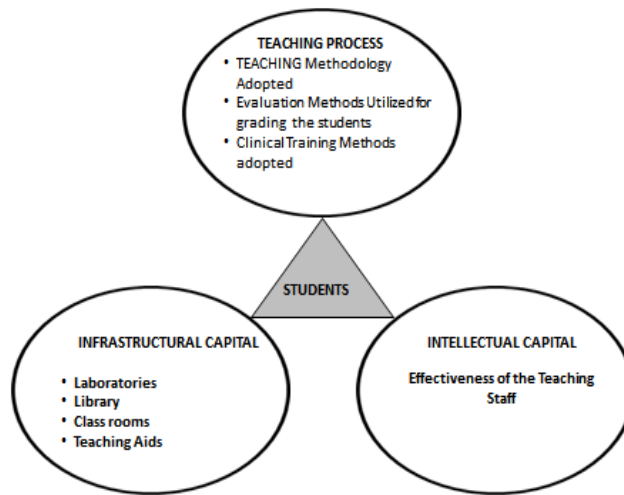 TEACHING PROCESS
• TEACHING Methodology
Adopted
• Evaluation Methods Utilized for
grading the students
• Clinical Training Methods
adopted
STUDENTS
INFRASTRUCTURAL CAPITAL
• Laboratories
• Library
• Class rooms
• Teaching Aids
INTELLECTUAL CAPITAL
Effectiveness of the Teaching
Staff